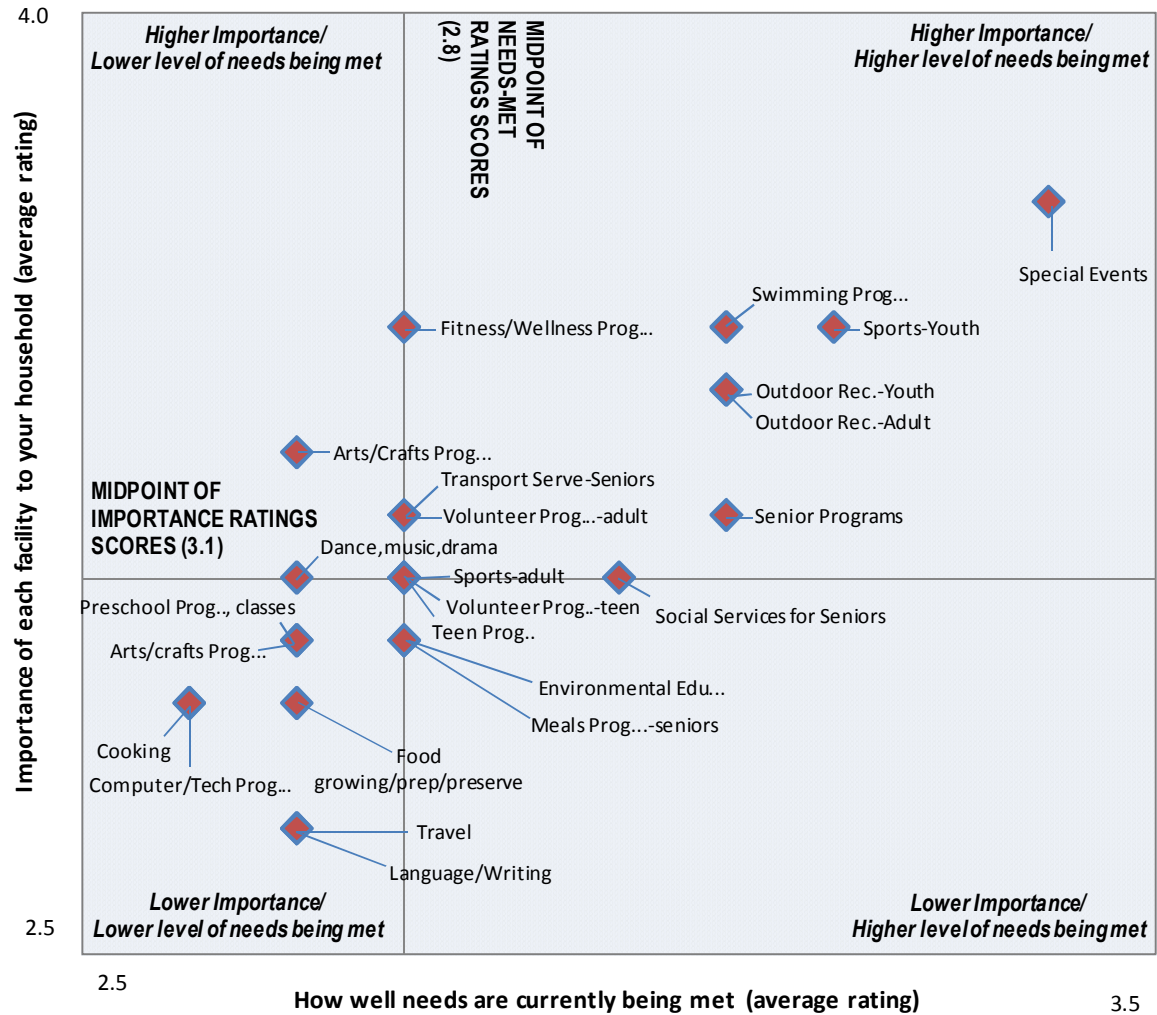 4.0
Higher Importance/
Lower level of needs being met
MIDPOINT OF
NEEDS-MET
RATINGS SCORES
(2.8)
Higher Importance/
Higher level of needs being met
Importance of each facility to your household (average rating)
Special Events
Swimming Prog...
Fitness/Wellness Prog...
Sports-Youth
Outdoor Rec.-Youth
Outdoor Rec.-Adult
Arts/Crafts Prog...
Transport Serve-Seniors
MIDPOINT OF
IMPORTANCE RATINGS
SCORES (3.1)
Volunteer Prog...-adult
Senior Programs
Dance,music,drama
Sports-adult
Preschool Prog.., classes
Volunteer Prog..-teen
Social Services for Seniors
Teen Prog..
Arts/crafts Prog...
Environmental Edu...
Meals Prog...-seniors
Cooking
Food
growing/prep/preserve
Computer/Tech Prog...
Travel
Language/Writing
Lower Importance/
Lower level of needs being met
Lower Importance/
Higher level of needs being met
2.5
2.5
How well needs are currently being met (average rating)
3.5